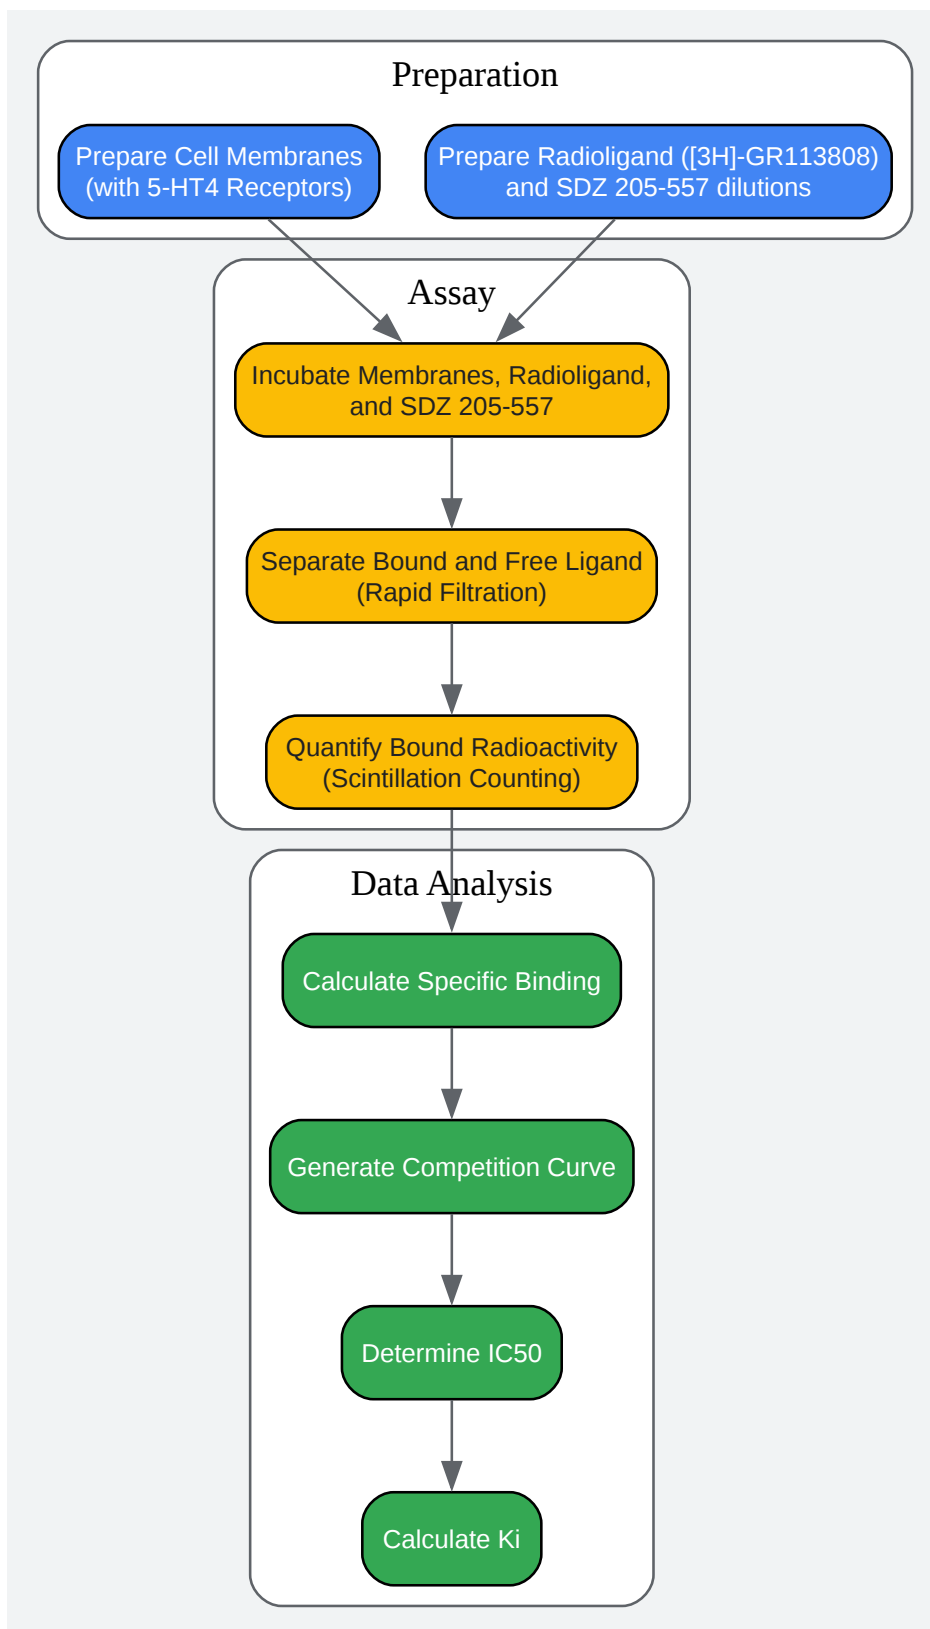 Preparation
Prepare Cell Membranes
(with 5-HT4 Receptors)
Prepare Radioligand ([3H]-GR113808)
and SDZ 205-557 dilutions
Assay
Incubate Membranes, Radioligand,
and SDZ 205-557
Separate Bound and Free Ligand
(Rapid Filtration)
Quantify Bound Radioactivity
(Scintillation Counting)
Data Analysis
Calculate Specific Binding
Generate Competition Curve
Determine IC50
Calculate Ki